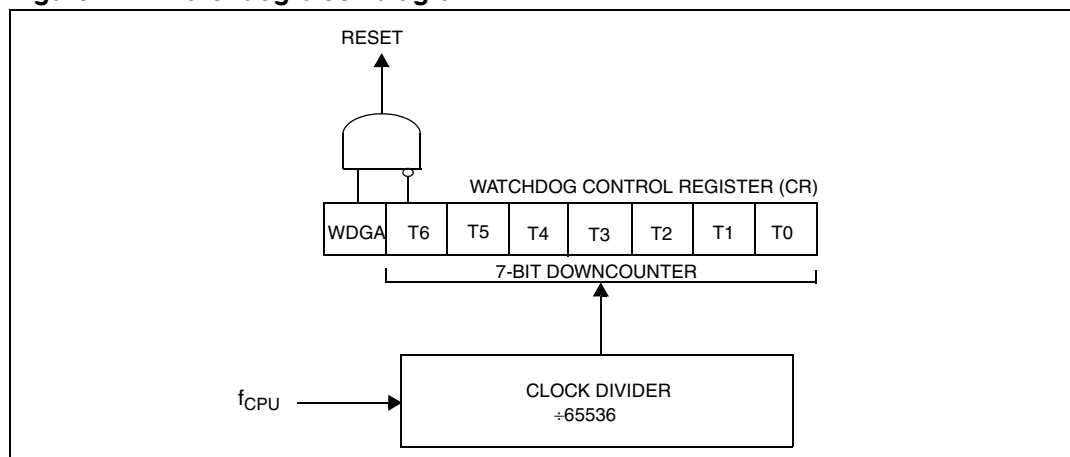 RESET
WATCHDOG CONTROL REGISTER (CR)
WDGA T6 T5 T4 T3 T2 T1 T0
7-BIT DOWNCOUNTER
fCPU
CLOCK DIVIDER
÷65536